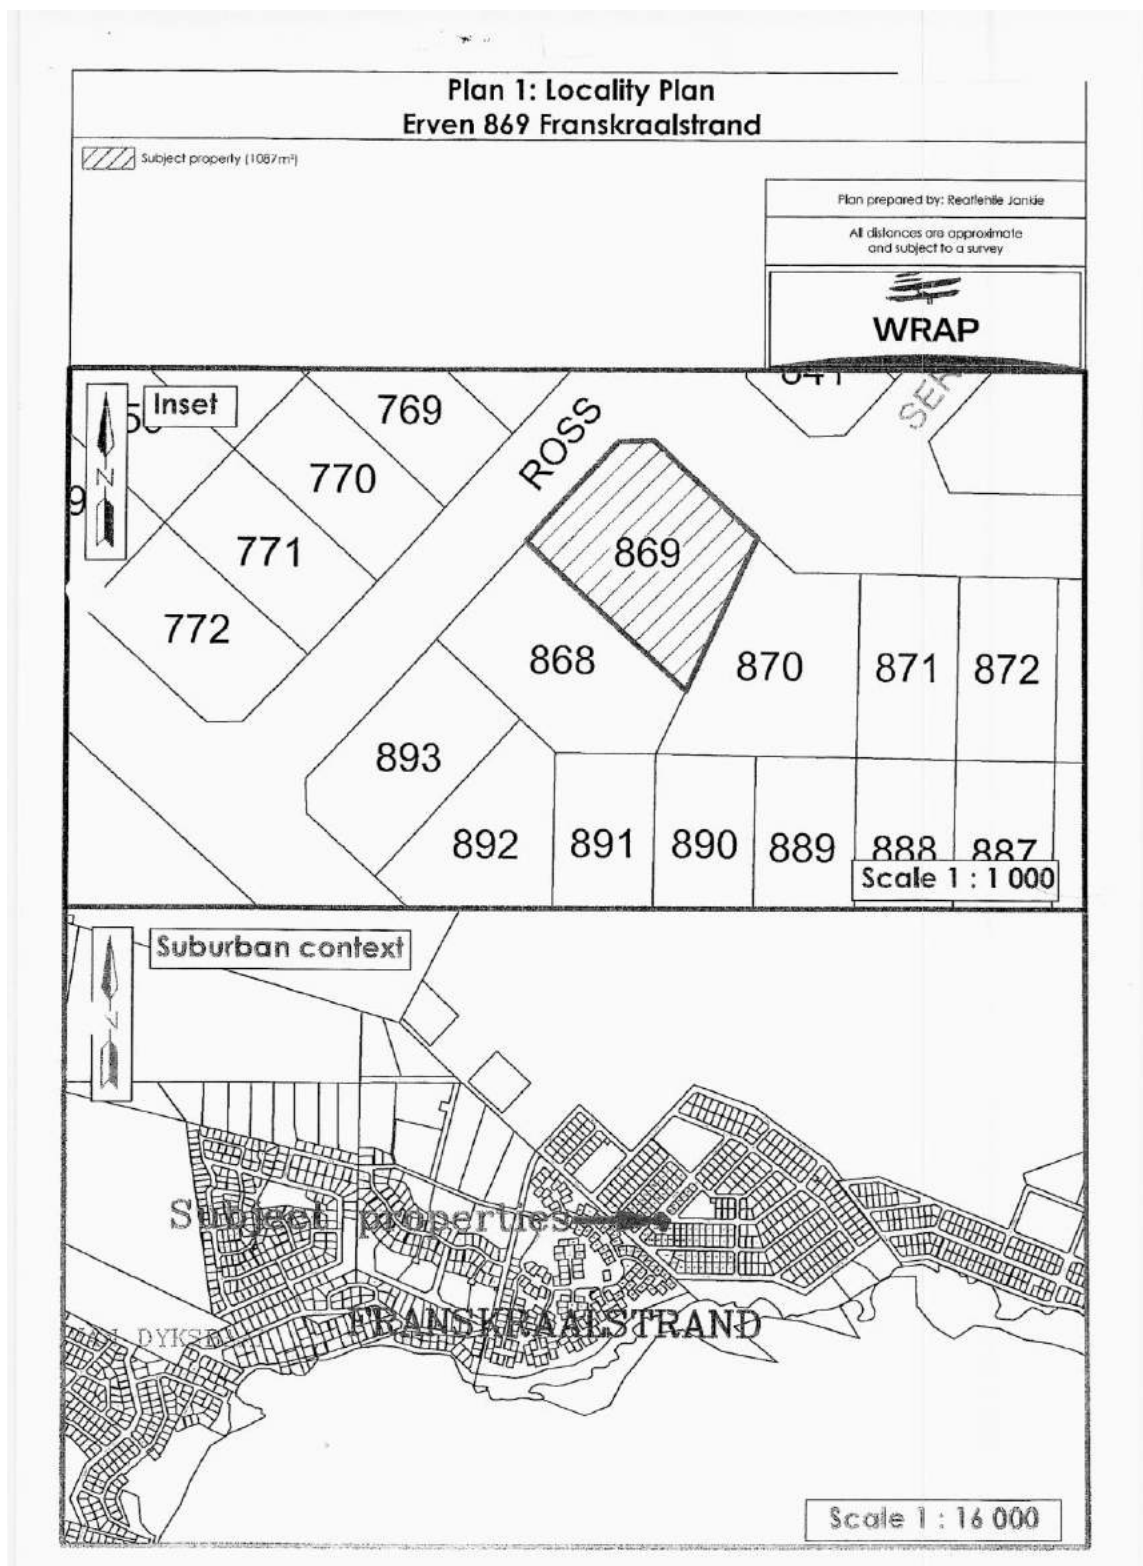 Plan 1: Locality Plan
Erven 869 Franskraalstrand
Subject property (1087m²)
Plan prepared by: Reatlehile Jankie
All distances are approximate
and subject to a survey
WRAP
Inset
N
ROSS
769
770
771
772
869
868
870
871
872
893
892
891
890
889
888
887
Scale 1 : 1 000
Suburban context
Subject properties
FRANSKRAALSTRAND
Scale 1 : 16 000